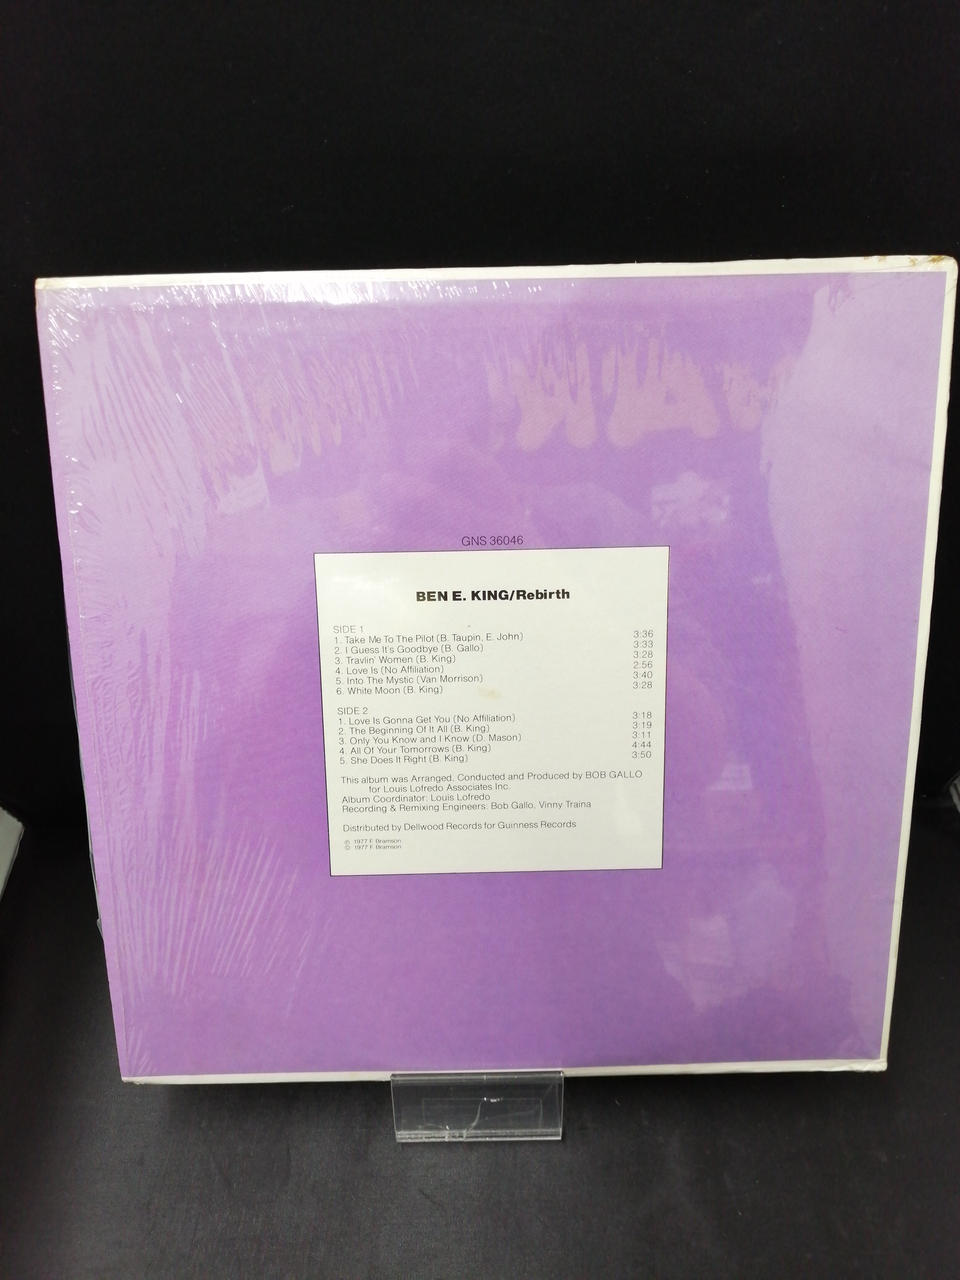 GNS 36046
BEN E. KING/Rebirth
SIDE 1
1. Take Me To The Pilot (B. Taupin, E. John) 3:36
2. I Guess It's Goodbye (B. Gallo) 3:33
3. Travlin' Women (B. King) 3:28
4. Love Is (No Affiliation) 2:56
5. Into The Mystic (Van Morrison) 3:40
6. White Moon (B. King) 3:28
SIDE 2
1. Love Is Gonna Get You (No Affiliation) 3:18
2. The Beginning Of It All (B. King) 3:19
3. Only You Know and I Know (D. Mason) 3:11
4. All Of Your Tomorrows (B. King) 4:44
5. She Does It Right (B. King) 3:50
This album was Arranged, Conducted and Produced by BOB GALLO
for Louis Lofredo Associates Inc.
Album Coordinator: Louis Lofredo
Recording & Remixing Engineers: Bob Gallo, Vinny Traina
Distributed by Dellwood Records for Guinness Records
℗ 1977 F. Bramson
© 1977 F. Bramson